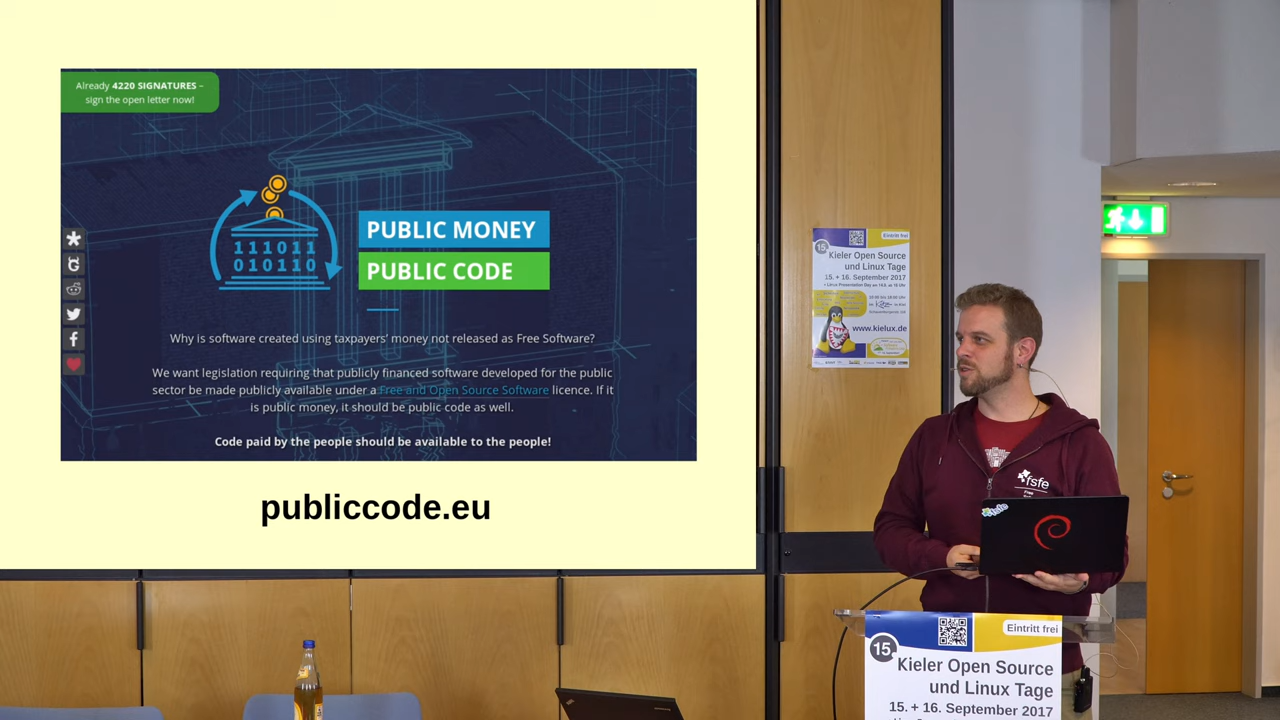 Already 4220 SIGNATURES –
sign the open letter now!
111011
010110
PUBLIC MONEY
PUBLIC CODE
Why is software created using taxpayers’ money not released as Free Software?
We want legislation requiring that publicly financed software developed for the public
sector be made publicly available under a Free and Open Source Software licence. If it
is public money, it should be public code as well.
Code paid by the people should be available to the people!
publiccode.eu
Eintritt frei
15.
Kieler Open Source
und Linux Tage
15. + 16. September 2017
www.kielux.de
fsfe
Eintritt frei
15.
Kieler Open Source
und Linux Tage
15. + 16. September 2017